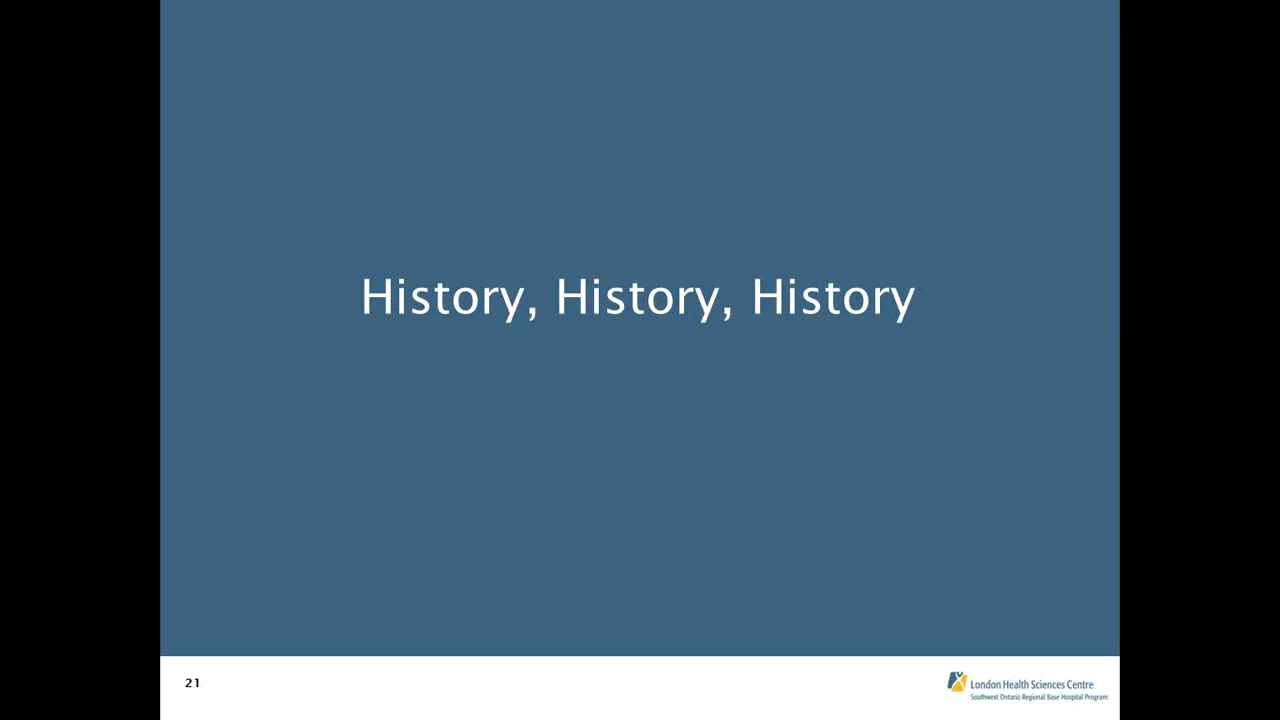 History, History, History
21
London Health Sciences Centre
Southwest Ontario Regional Base Hospital Program